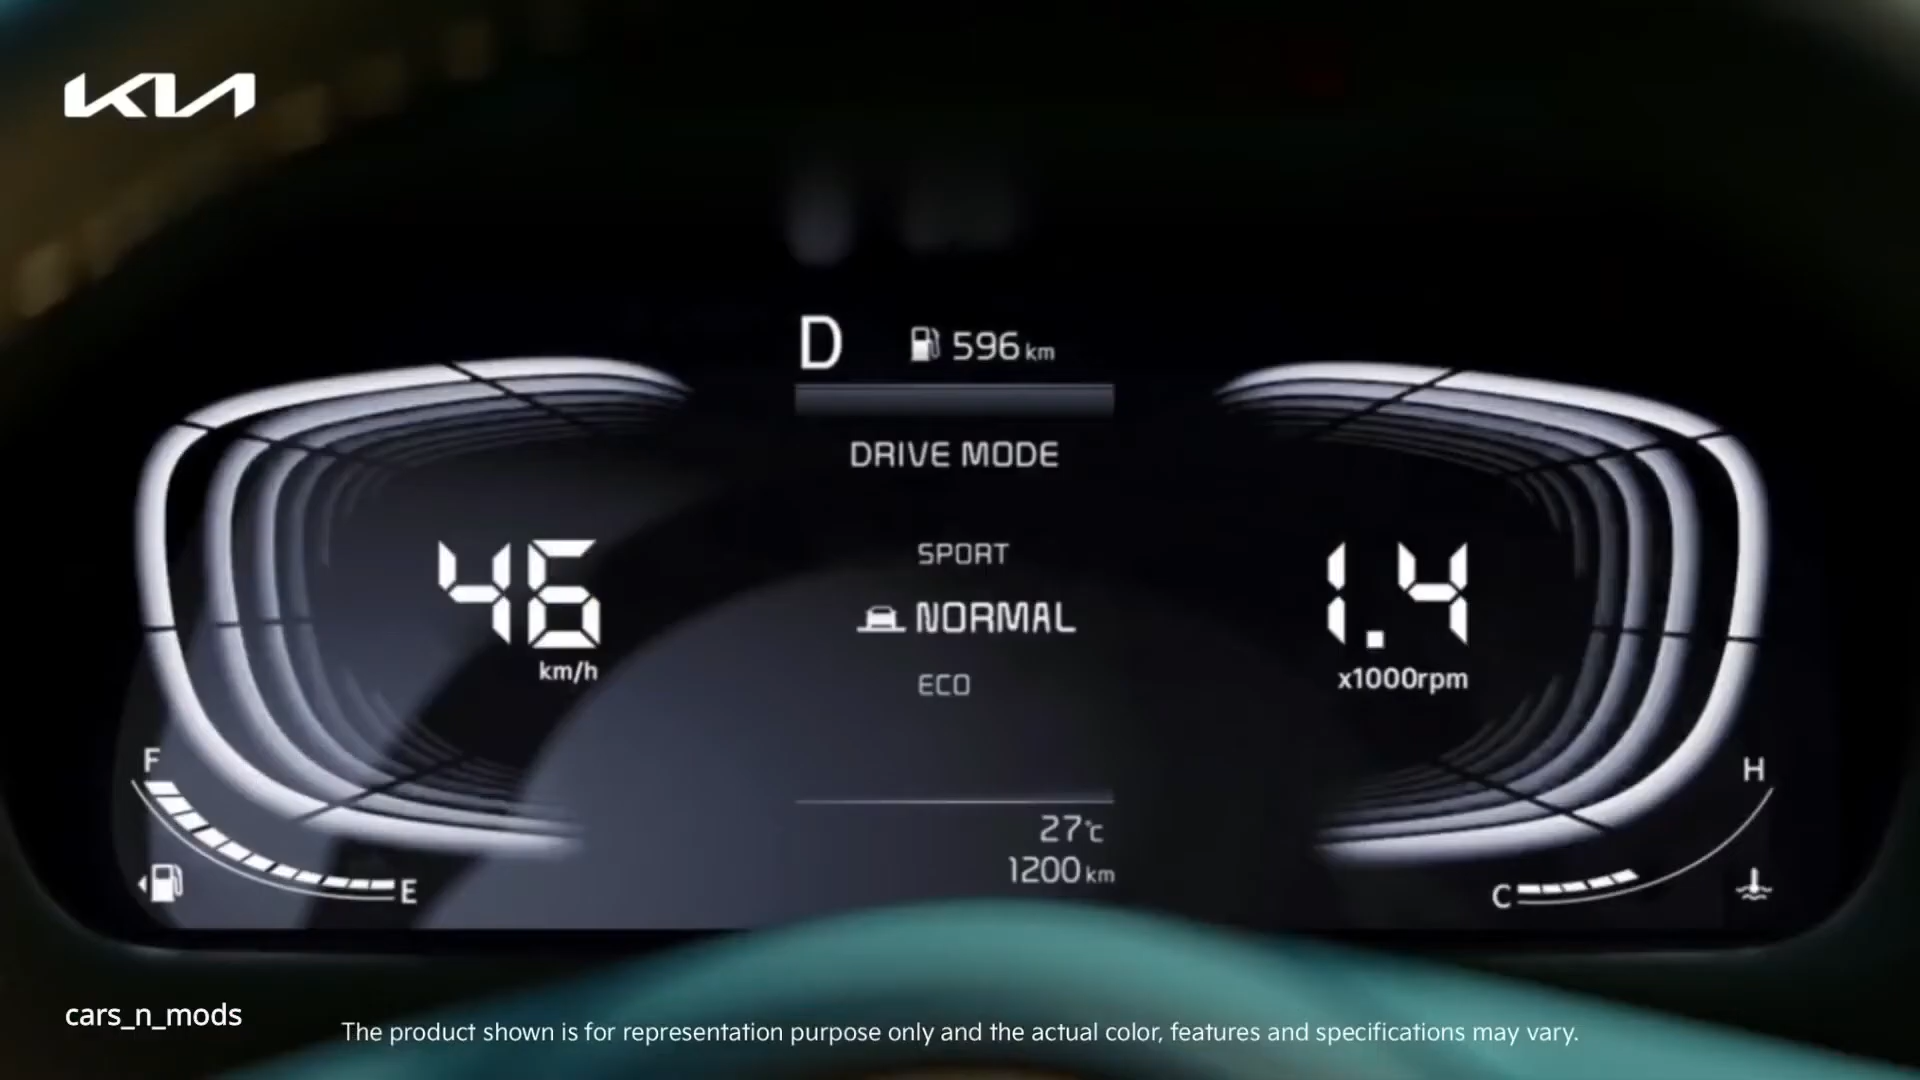 KIA
D 596 km
DRIVE MODE
SPORT
46 NORMAL 1.4
km/h x1000rpm
ECO
F H
27°C
1200 km
E C
cars_n_mods
The product shown is for representation purpose only and the actual color, features and specifications may vary.